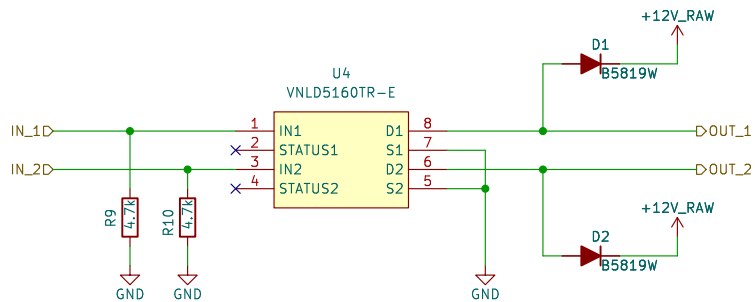 +12V_RAW
D1
B5819W
U4
VNLD5160TR-E
IN_1
1
IN1
D1
8
OUT_1
2
STATUS1
S1
7
IN_2
3
IN2
D2
6
OUT_2
4
STATUS2
S2
5
R9
4.7k
R10
4.7k
+12V_RAW
D2
B5819W
GND
GND
GND